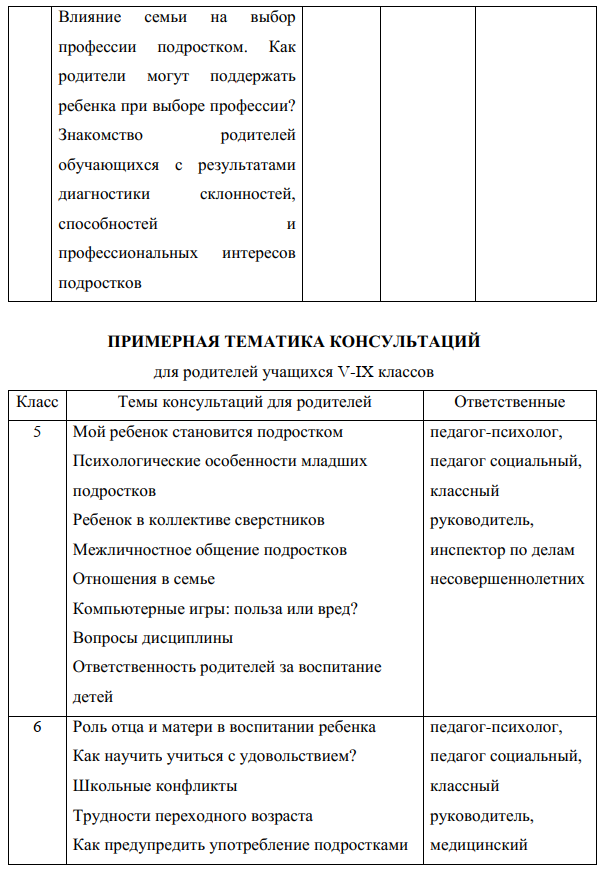 Влияние семьи на выбор
профессии подростком. Как
родители могут поддержать
ребенка при выборе профессии?
Знакомство родителей
обучающихся с результатами
диагностики склонностей,
способностей и
профессиональных интересов
подростков
ПРИМЕРНАЯ ТЕМАТИКА КОНСУЛЬТАЦИЙ
для родителей учащихся V-IX классов
Класс
Темы консультаций для родителей
Ответственные
5
Мой ребенок становится подростком
Психологические особенности младших
подростков
Ребенок в коллективе сверстников
Межличностное общение подростков
Отношения в семье
Компьютерные игры: польза или вред?
Вопросы дисциплины
Ответственность родителей за воспитание
детей
педагог-психолог,
педагог социальный,
классный
руководитель,
инспектор по делам
несовершеннолетних
6
Роль отца и матери в воспитании ребенка
Как научить учиться с удовольствием?
Школьные конфликты
Трудности переходного возраста
Как предупредить употребление подростками
педагог-психолог,
педагог социальный,
классный
руководитель,
медицинский